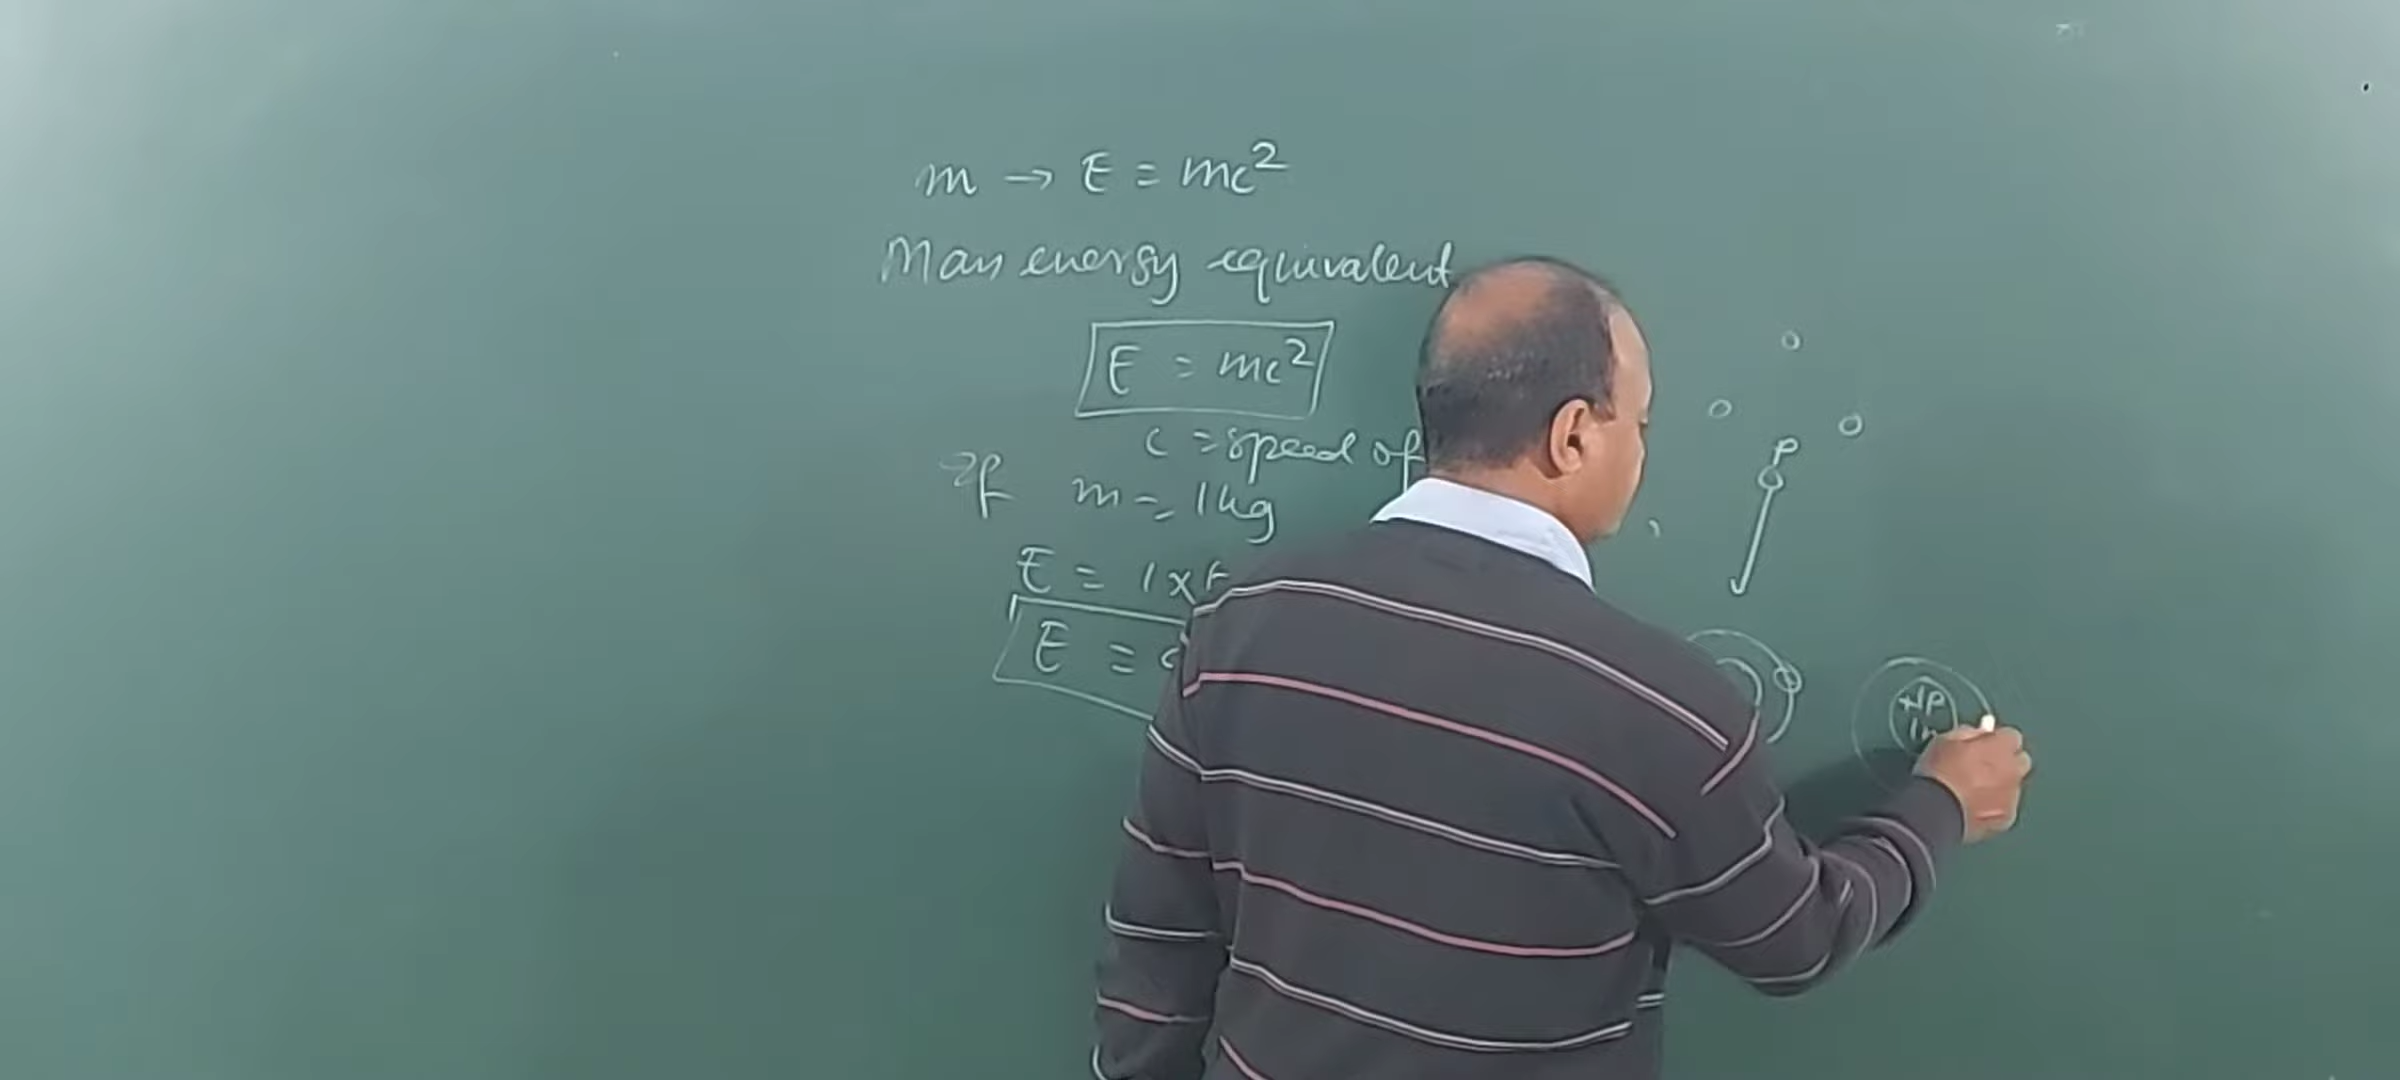 m → E = mc²
Mass energy equivalent
E = mc²
c = speed of
If m = 1kg
E = 1×
E =
P